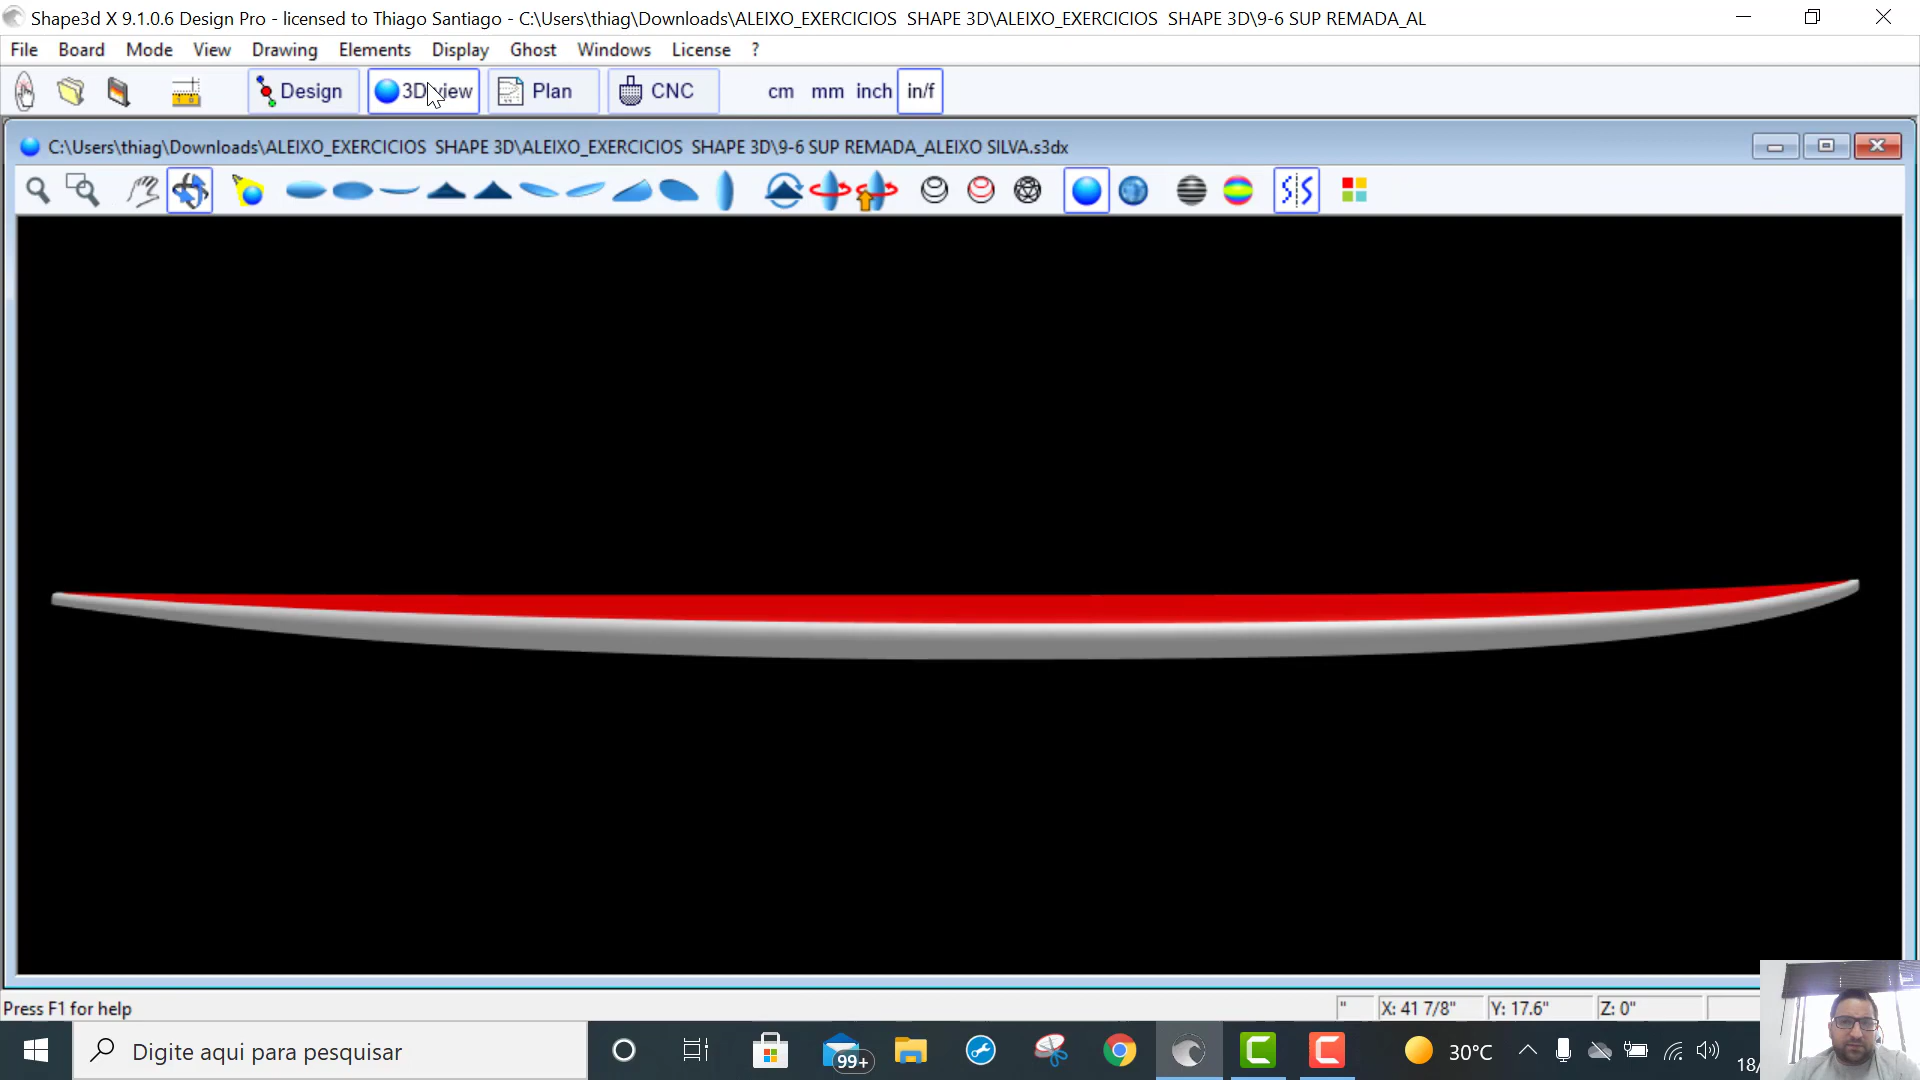 Shape3d X 9.1.0.6 Design Pro - licensed to Thiago Santiago - C:\Users\thiag\Downloads\ALEIXO_EXERCICIOS  SHAPE 3D\ALEIXO_EXERCICIOS  SHAPE 3D\9-6 SUP REMADA_AL
File Board Mode View Drawing Elements Display Ghost Windows License ?
Design 3D view Plan CNC cm mm inch in/f
C:\Users\thiag\Downloads\ALEIXO_EXERCICIOS  SHAPE 3D\ALEIXO_EXERCICIOS  SHAPE 3D\9-6 SUP REMADA_ALEIXO SILVA.s3dx
Press F1 for help " X: 41 7/8" Y: 17.6" Z: 0"
Digite aqui para pesquisar 99+ 30°C 18/